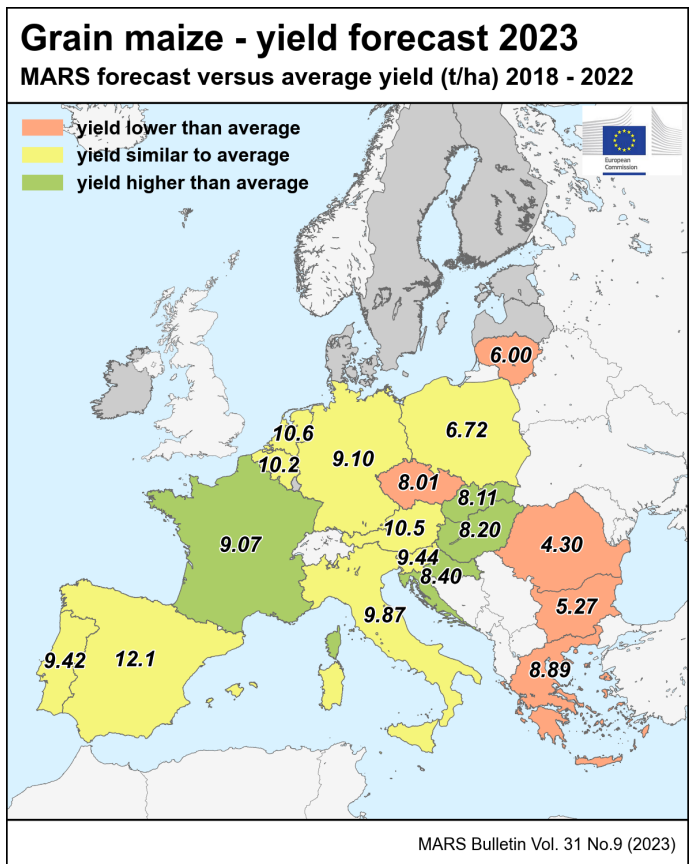 Grain maize - yield forecast 2023
MARS forecast versus average yield (t/ha) 2018 - 2022
yield lower than average
yield similar to average
yield higher than average
European
Commission
6.00
10.6
6.72
10.2
9.10
8.01
8.11
10.5
8.20
9.07
4.30
9.44
8.40
9.87
5.27
9.42
12.1
8.89
MARS Bulletin Vol. 31 No.9 (2023)